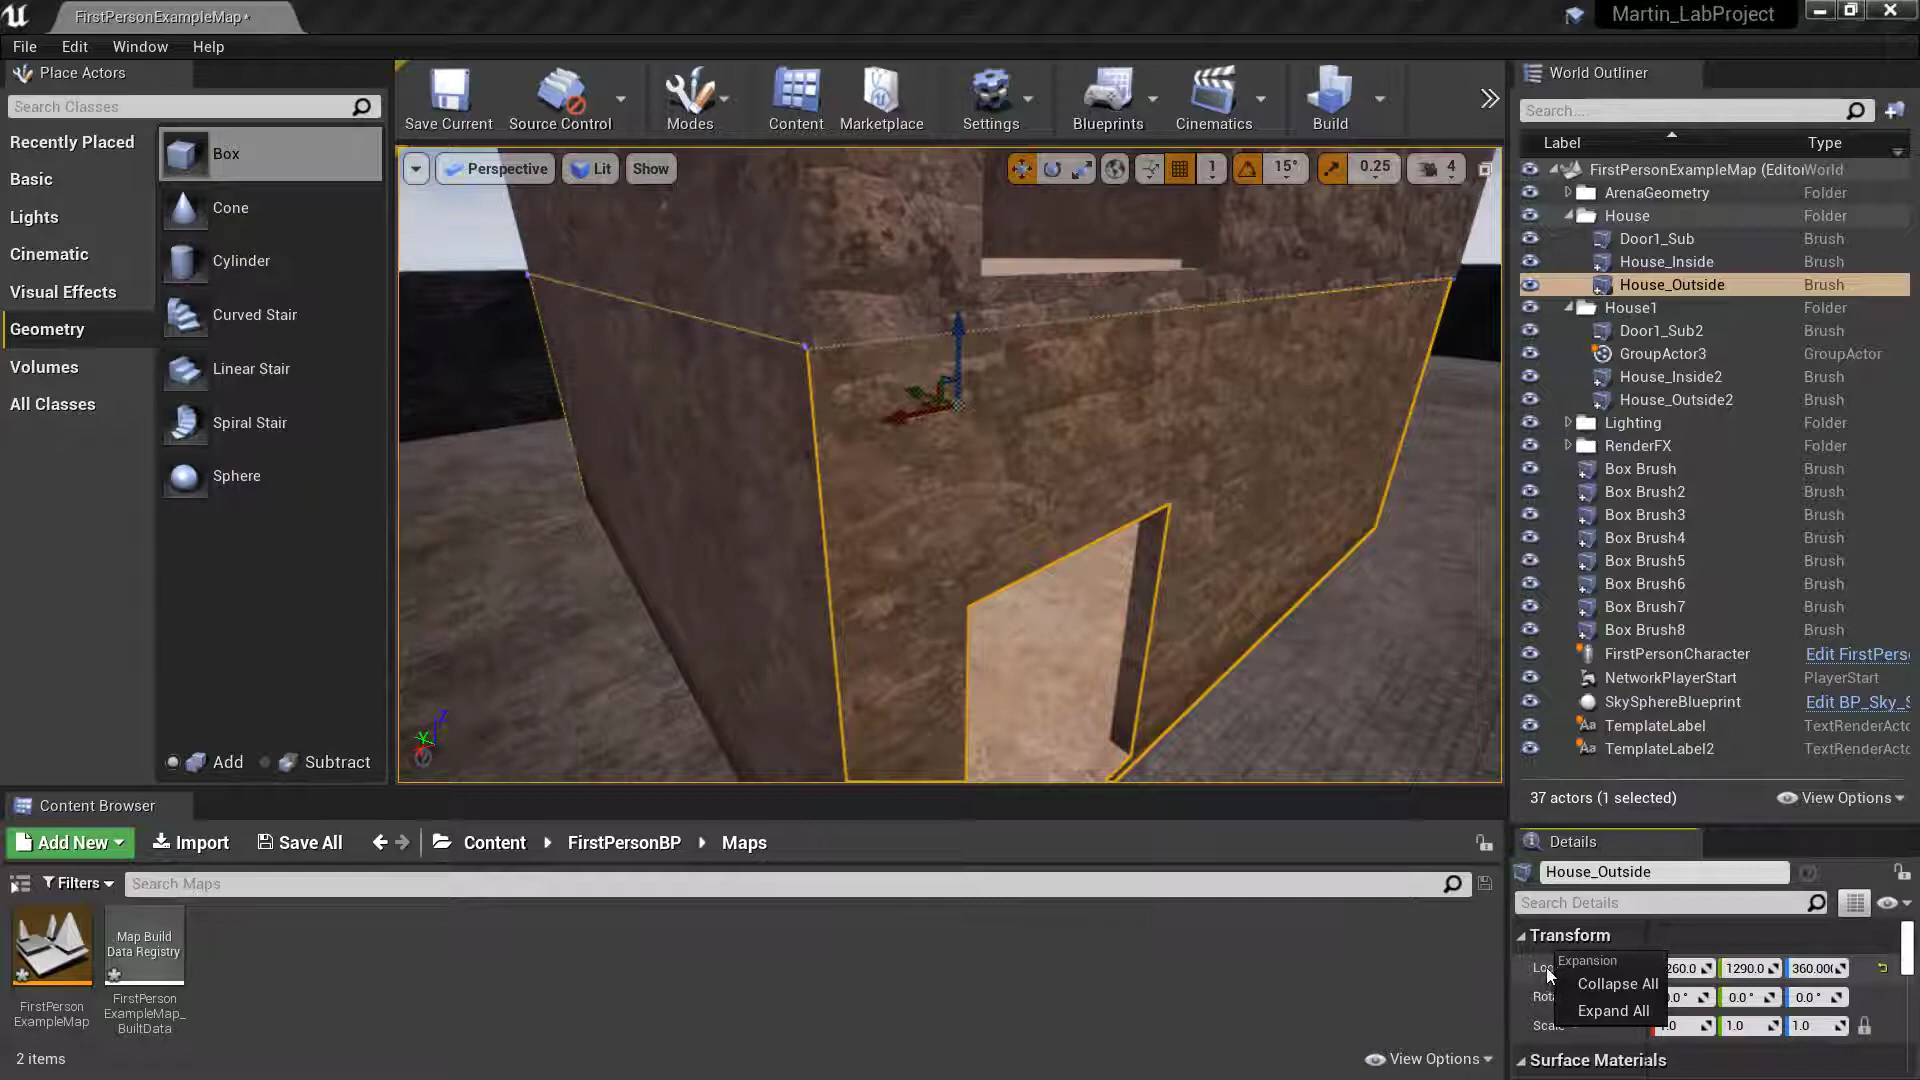 FirstPersonExampleMap*
Martin_LabProject
File Edit Window Help
Place Actors
Search Classes
Recently Placed
Basic
Lights
Cinematic
Visual Effects
Geometry
Volumes
All Classes
Box
Cone
Cylinder
Curved Stair
Linear Stair
Spiral Stair
Sphere
Add Subtract
Save Current Source Control Modes Content Marketplace Settings Blueprints Cinematics Build
Perspective Lit Show 1 15° 0.25 4
Z
Y
World Outliner
Search...
Label Type
FirstPersonExampleMap (Editor World
ArenaGeometry Folder
House Folder
Door1_Sub Brush
House_Inside Brush
House_Outside Brush
House1 Folder
Door1_Sub2 Brush
GroupActor3 GroupActor
House_Inside2 Brush
House_Outside2 Brush
Lighting Folder
RenderFX Folder
Box Brush Brush
Box Brush2 Brush
Box Brush3 Brush
Box Brush4 Brush
Box Brush5 Brush
Box Brush6 Brush
Box Brush7 Brush
Box Brush8 Brush
FirstPersonCharacter Edit FirstPers
NetworkPlayerStart PlayerStart
SkySphereBlueprint Edit BP_Sky_S
TemplateLabel TextRenderActo
TemplateLabel2 TextRenderActo
37 actors (1 selected) View Options
Content Browser
Add New Import Save All Content FirstPersonBP Maps
Filters Search Maps
Map Build
Data Registry
FirstPerson
ExampleMap
FirstPerson
ExampleMap_
BuiltData
2 items
View Options
Details
House_Outside
Search Details
Transform
Expansion
Collapse All
Expand All
260.0 1290.0 360.00
0.0 ° 0.0 ° 0.0 °
Scale 1.0 1.0 1.0
Surface Materials